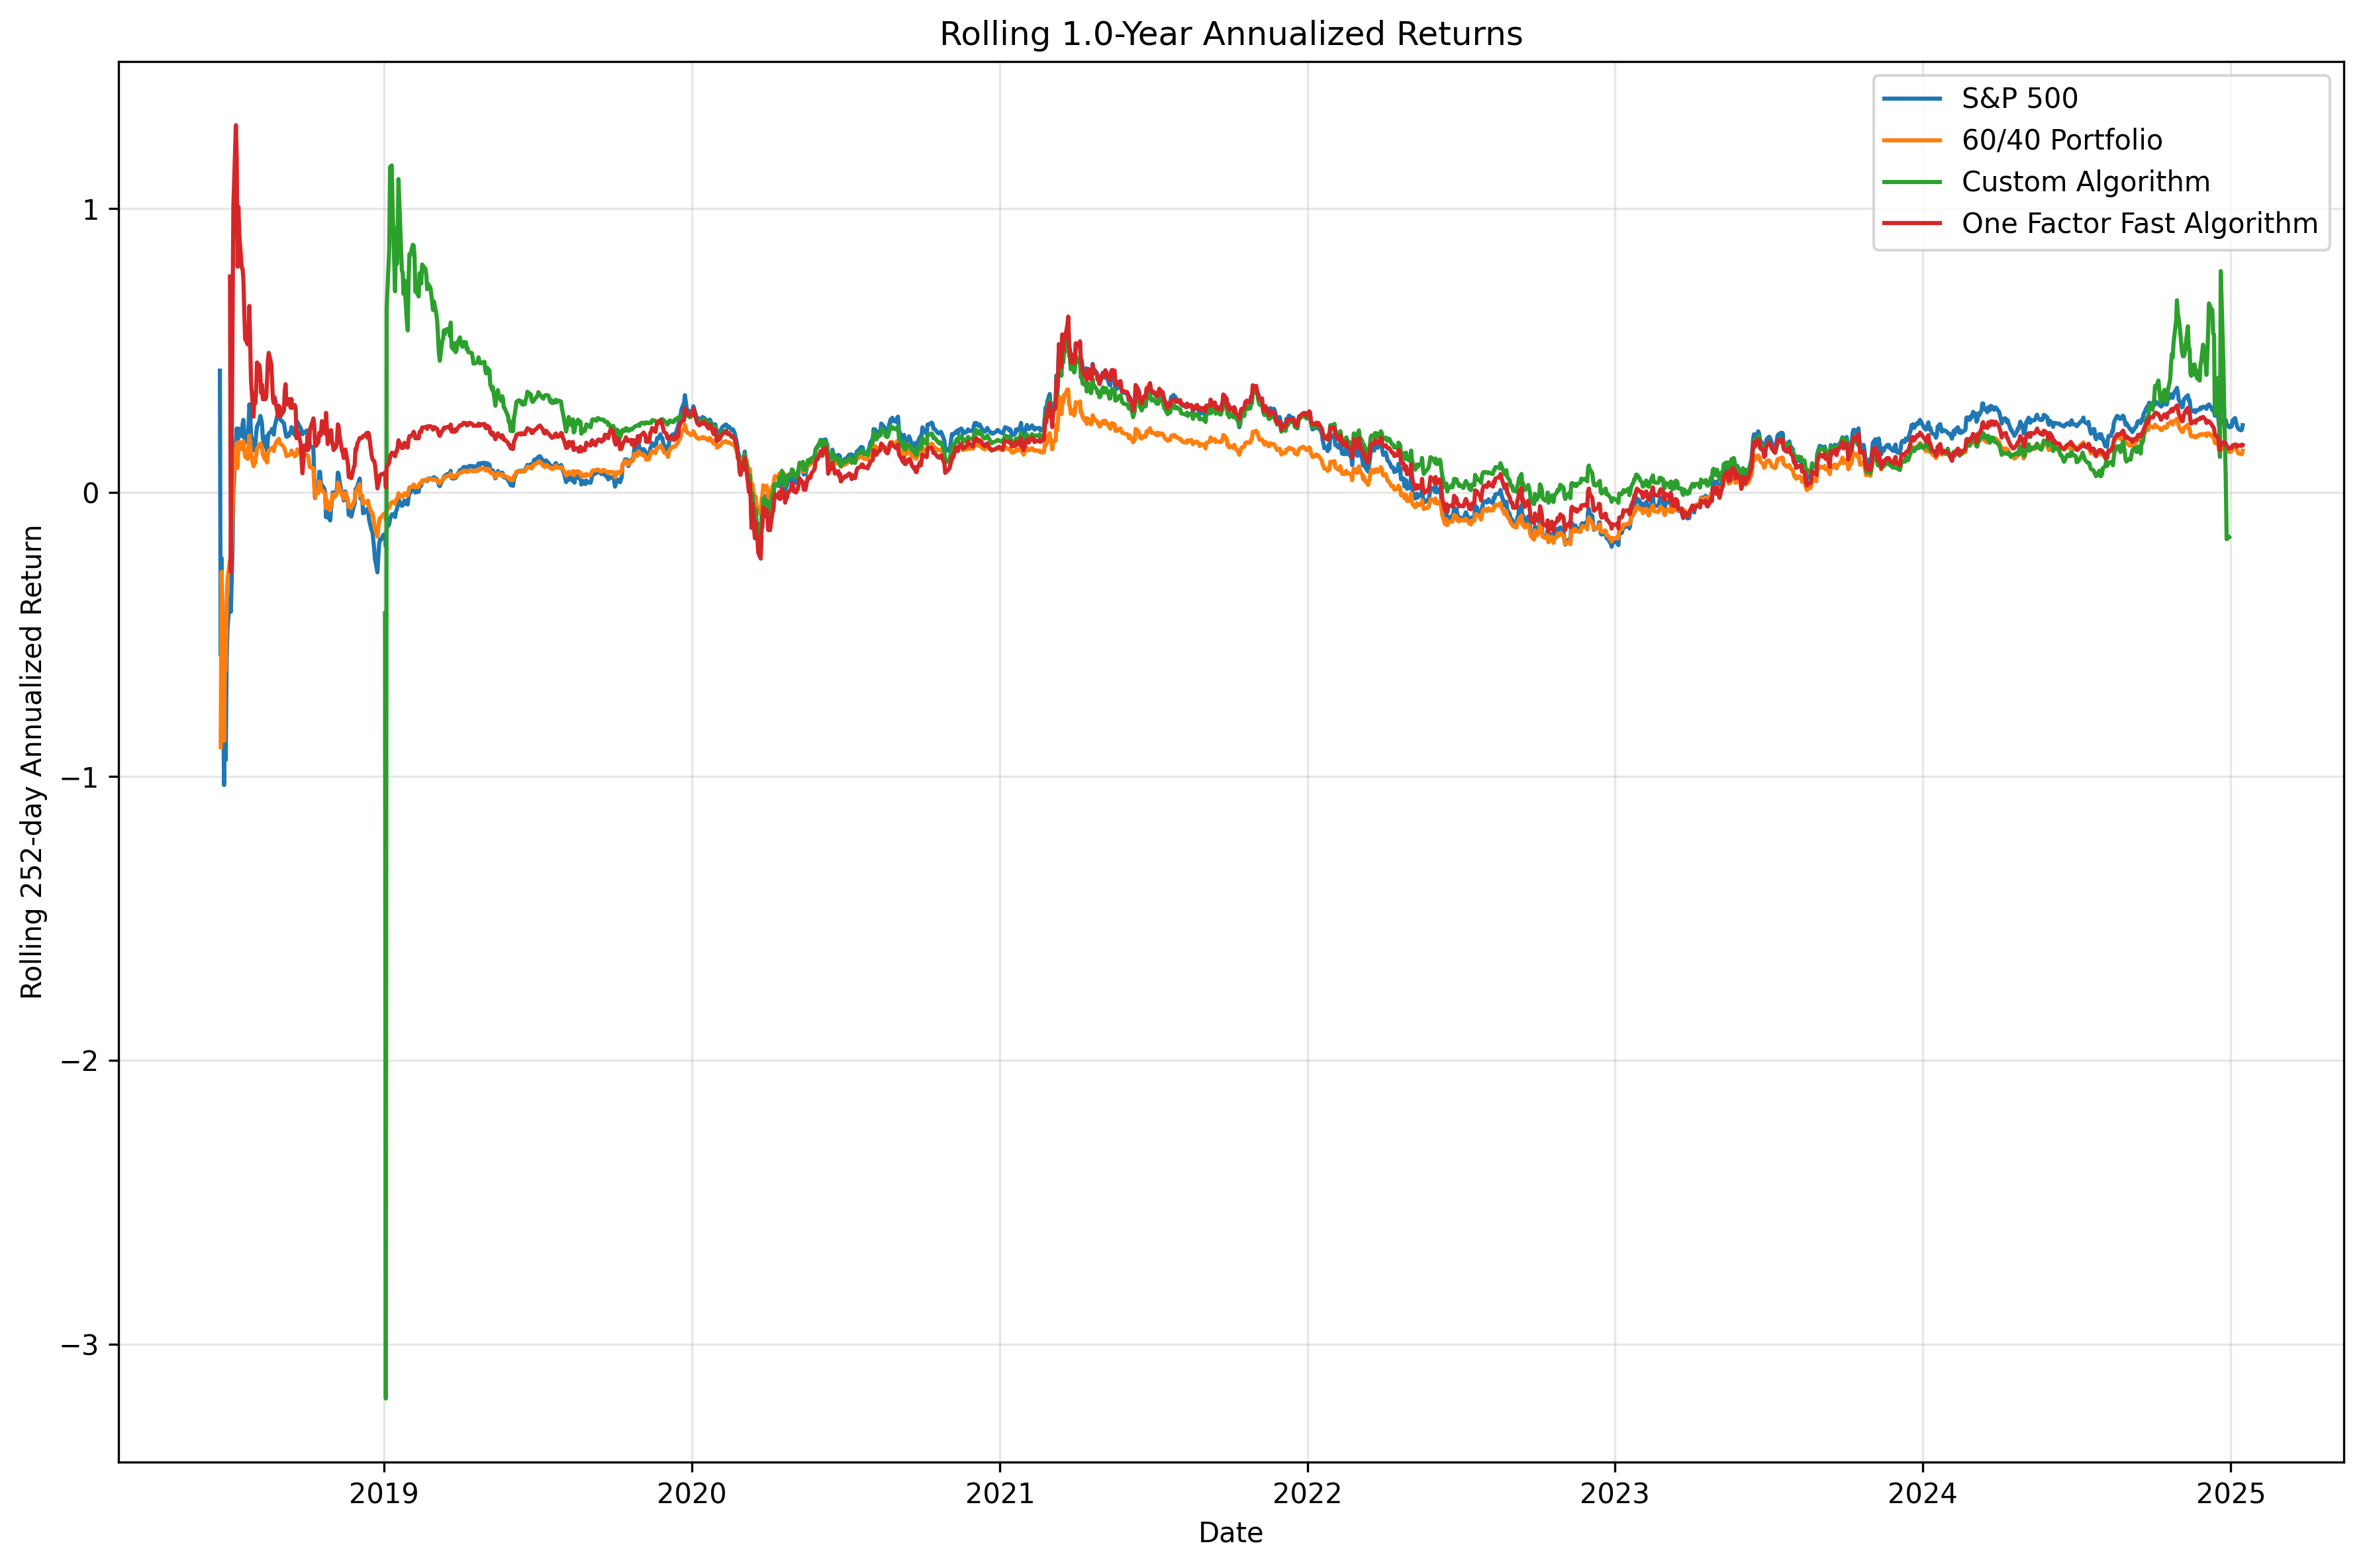 Rolling 1.0-Year Annualized Returns
S&P 500
60/40 Portfolio
Custom Algorithm
One Factor Fast Algorithm
Rolling 252-day Annualized Return
1
0
−1
−2
−3
2019
2020
2021
2022
2023
2024
2025
Date